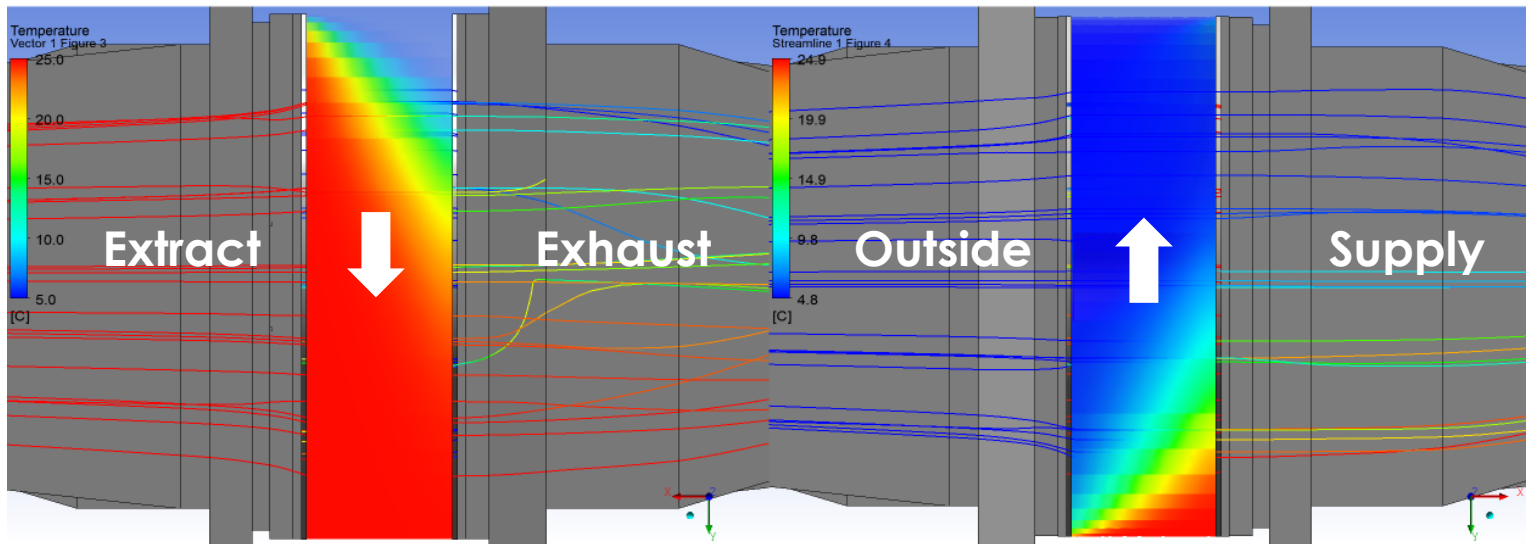 Temperature
Vector 1 Figure 3
25.0
20.0
15.0
10.0
5.0
[C]
Extract
Exhaust
X
Z
Y
Temperature
Streamline 1 Figure 4
24.9
19.9
14.9
9.8
4.8
[C]
Outside
Supply
Z
X
Y